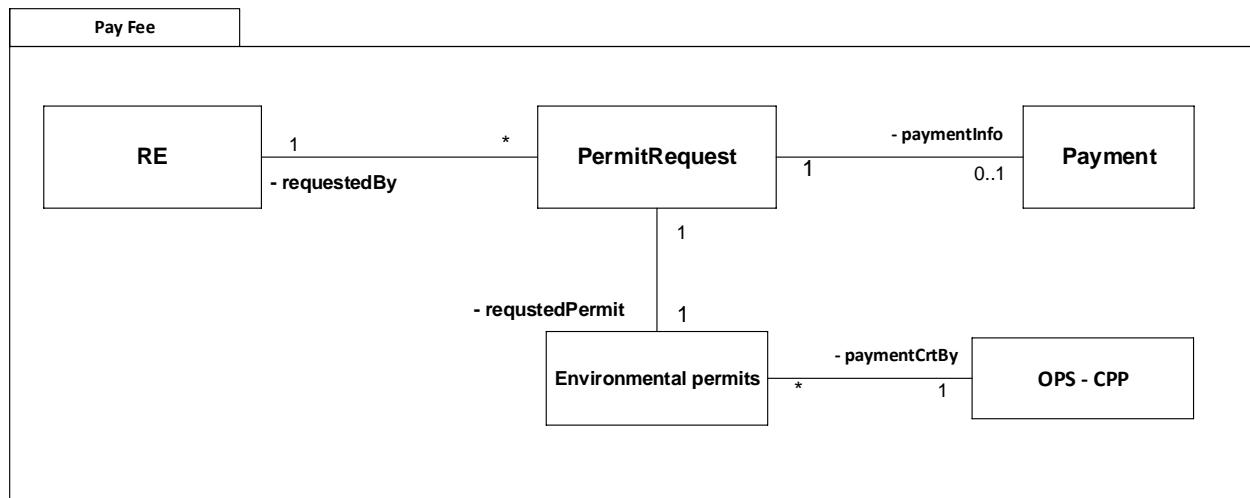 Pay Fee
RE
1
- requestedBy
*
PermitRequest
1
- paymentInfo
0..1
Payment
1
- requstedPermit
1
Environmental permits
*
- paymentCrtBy
1
OPS - CPP